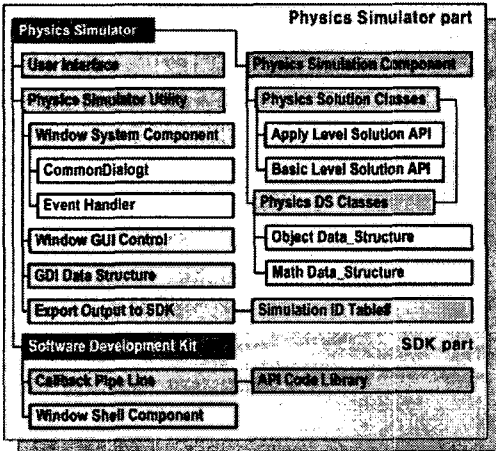 Physics Simulator part
Physics Simulator
User Interface
Physics Simulation Component
Physics Simulator Utility
Physics Solution Classes
Window System Component
Apply Level Solution API
CommonDialogt
Basic Level Solution API
Event Handler
Physics DS Classes
Window GUI Control
Object Data_Structure
GDI Data Structure
Math Data_Structure
Export Output to SDK
Simulation ID Tables
Software Development Kit
SDK part
Callback Pipe Line
API Code Library
Window Shell Component